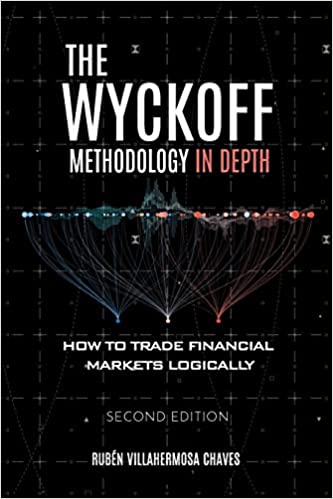 THE
WYCKOFF
METHODOLOGY IN DEPTH
HOW TO TRADE FINANCIAL
MARKETS LOGICALLY
SECOND EDITION
RUBÉN VILLAHERMOSA CHAVES